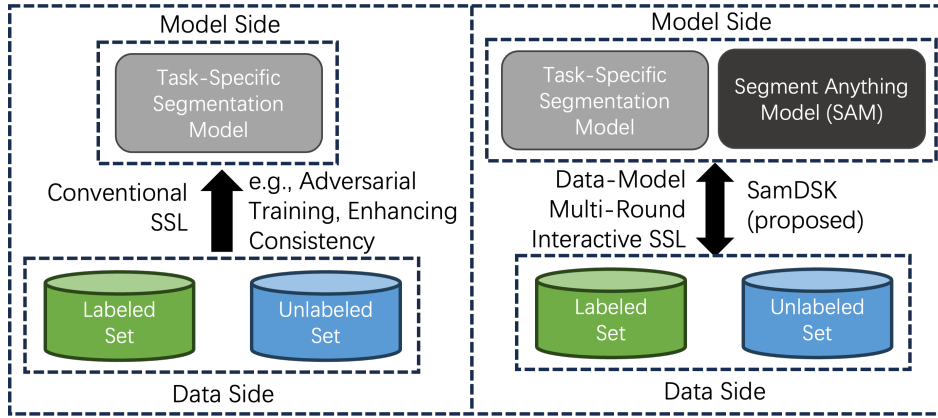 Model Side
Task-Specific
Segmentation
Model
Conventional
SSL
e.g., Adversarial
Training, Enhancing
Consistency
Labeled
Set
Unlabeled
Set
Data Side
Model Side
Task-Specific
Segmentation
Model
Segment Anything
Model (SAM)
Data-Model
Multi-Round
Interactive SSL
SamDSK
(proposed)
Labeled
Set
Unlabeled
Set
Data Side